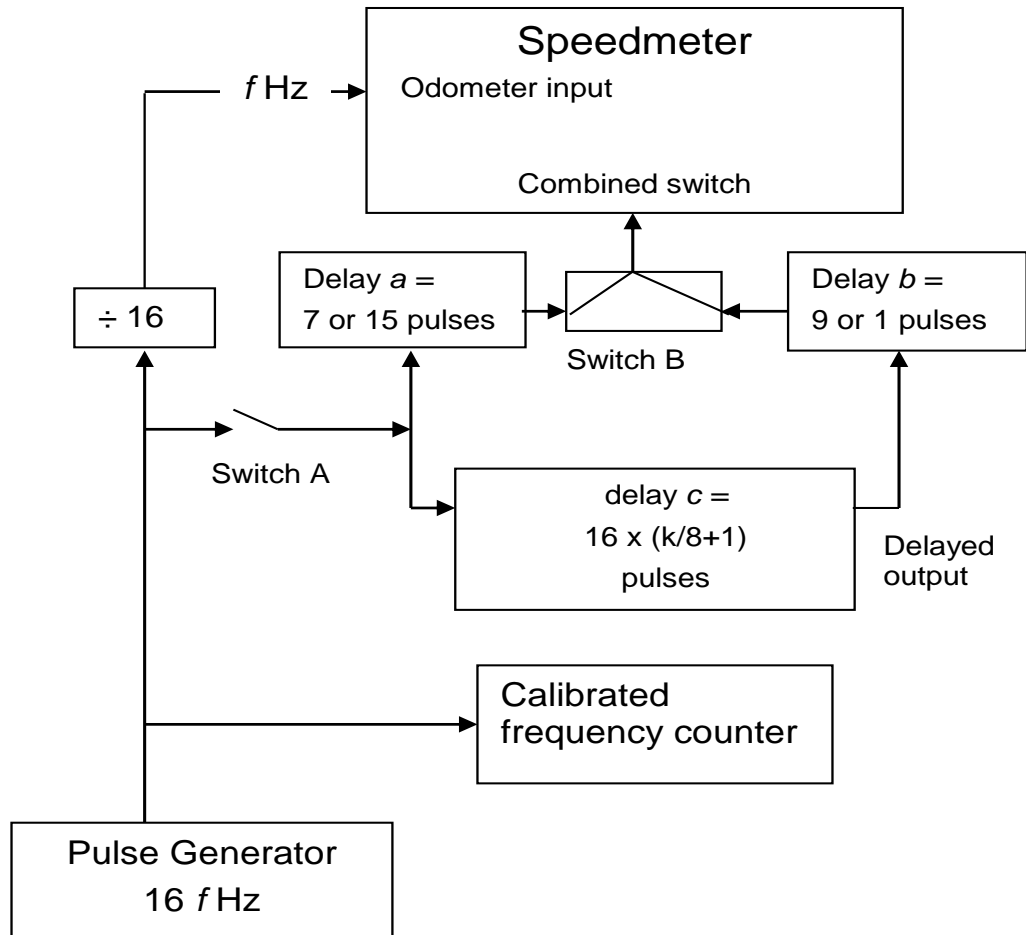 Speedmeter
f Hz
Odometer input
Combined switch
Delay a =
7 or 15 pulses
Delay b =
9 or 1 pulses
÷ 16
Switch B
Switch A
delay c =
16 x (k/8+1)
pulses
Delayed
output
Calibrated
frequency counter
Pulse Generator
16 f Hz